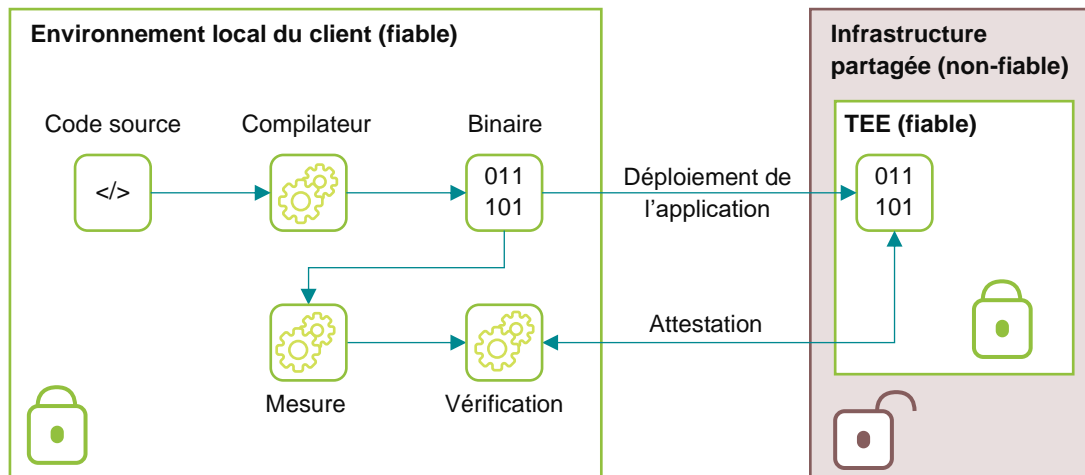 Environnement local du client (fiable)
Infrastructure
partagée (non-fiable)
TEE (fiable)
Code source
Compilateur
Binaire
</>
011
101
Déploiement de
l’application
011
101
Attestation
Mesure
Vérification